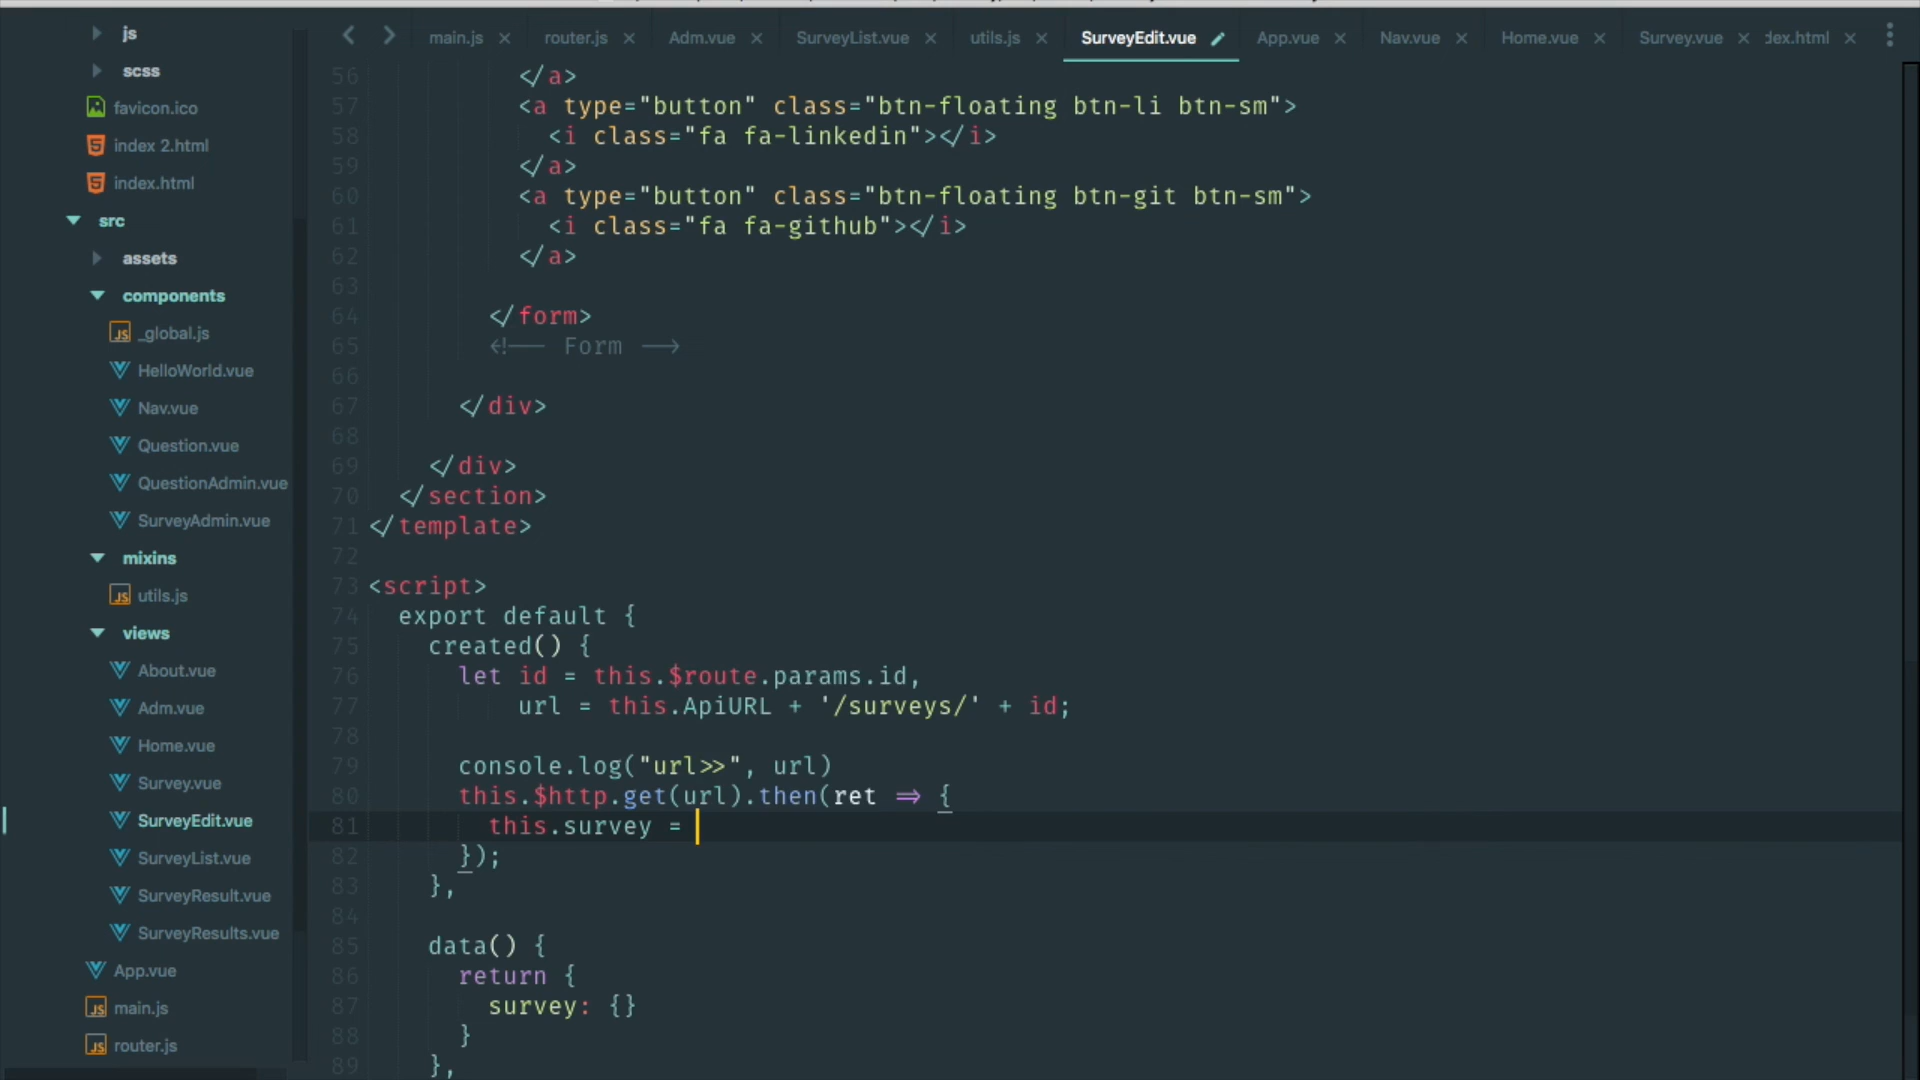 js
scss
favicon.ico
index 2.html
index.html
src
assets
components
_global.js
HelloWorld.vue
Nav.vue
Question.vue
QuestionAdmin.vue
SurveyAdmin.vue
mixins
utils.js
views
About.vue
Adm.vue
Home.vue
Survey.vue
SurveyEdit.vue
SurveyList.vue
SurveyResult.vue
SurveyResults.vue
App.vue
main.js
router.js
main.js router.js Adm.vue SurveyList.vue utils.js SurveyEdit.vue App.vue Nav.vue Home.vue Survey.vue dex.html
56 </a>
57 <a type="button" class="btn-floating btn-li btn-sm">
58 <i class="fa fa-linkedin"></i>
59 </a>
60 <a type="button" class="btn-floating btn-git btn-sm">
61 <i class="fa fa-github"></i>
62 </a>
63
64 </form>
65 <!-- Form -->
66
67 </div>
68
69 </div>
70 </section>
71 </template>
72
73 <script>
74 export default {
75 created() {
76 let id = this.$route.params.id,
77 url = this.ApiURL + '/surveys/' + id;
78
79 console.log("url>>", url)
80 this.$http.get(url).then(ret => {
81 this.survey =
82 });
83 },
84
85 data() {
86 return {
87 survey: {}
88 }
89 },